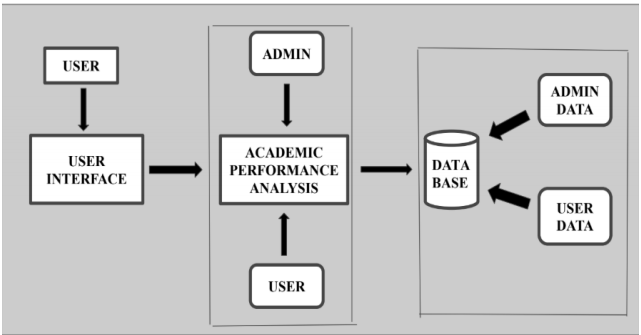 USER
USER
INTERFACE
ADMIN
ACADEMIC
PERFORMANCE
ANALYSIS
USER
DATA
BASE
ADMIN
DATA
USER
DATA